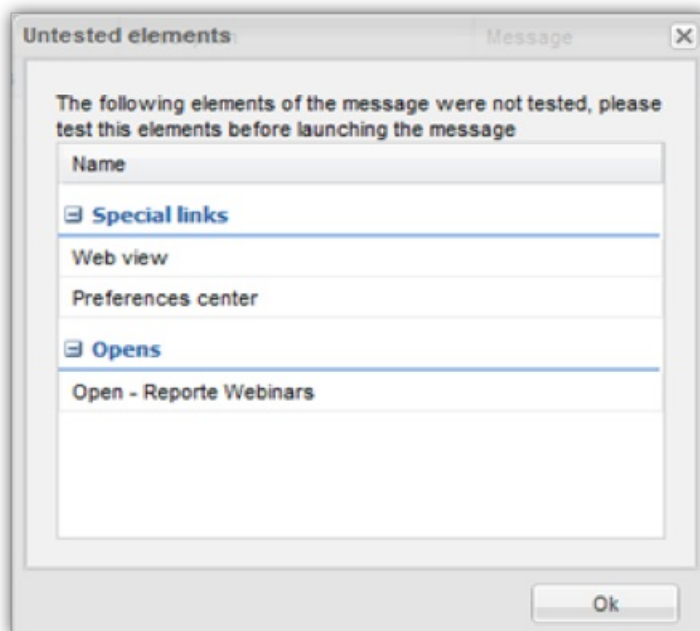 Untested elements
Message
The following elements of the message were not tested, please
test this elements before launching the message
Name
Special links
Web view
Preferences center
Opens
Open - Reporte Webinars
Ok